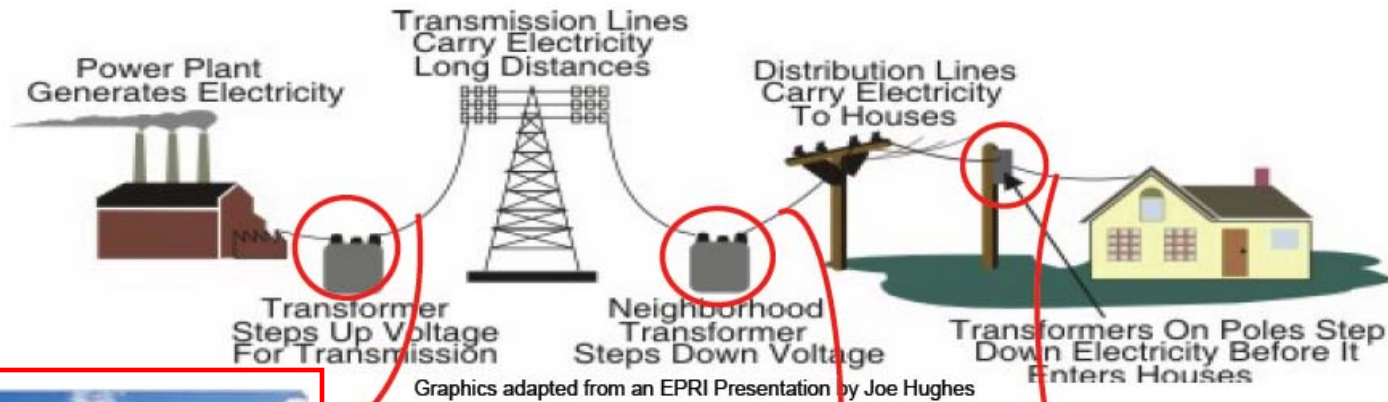 Power Plant
Generates Electricity
Transmission Lines
Carry Electricity
Long Distances
Distribution Lines
Carry Electricity
To Houses
Transformer
Steps Up Voltage
For Transmission
Neighborhood
Transformer
Steps Down Voltage
Transformers On Poles Step
Down Electricity Before It
Enters Houses
Graphics adapted from an EPRI Presentation by Joe Hughes